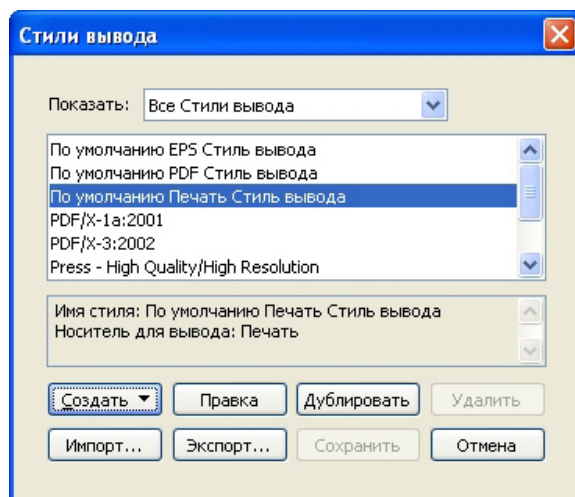 Стили вывода
Показать: Все Стили вывода
По умолчанию EPS Стиль вывода
По умолчанию PDF Стиль вывода
По умолчанию Печать Стиль вывода
PDF/X-1a:2001
PDF/X-3:2002
Press - High Quality/High Resolution
Имя стиля: По умолчанию Печать Стиль вывода
Носитель для вывода: Печать
Создать Правка Дублировать Удалить
Импорт... Экспорт... Сохранить Отмена